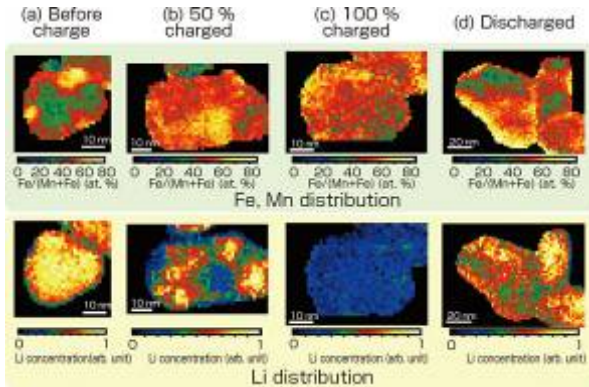 (a) Before charge
(b) 50 % charged
(c) 100 % charged
(d) Discharged
10 nm
10 nm
10 nm
20 nm
0 20 40 60 80
Fe/(Mn+Fe) (at. %)
0 20 40 60 80
Fe/(Mn+Fe) (at. %)
0 20 40 60 80
Fe/(Mn+Fe) (at. %)
0 20 40 60 80
Fe/(Mn+Fe) (at. %)
Fe, Mn distribution
10 nm
10 nm
10 nm
20 nm
0 1
Li concentration(arb. unit)
0 1
Li concentration (arb. unit)
0 1
Li concentration (arb. unit)
0 1
Li concentration (arb. unit)
Li distribution